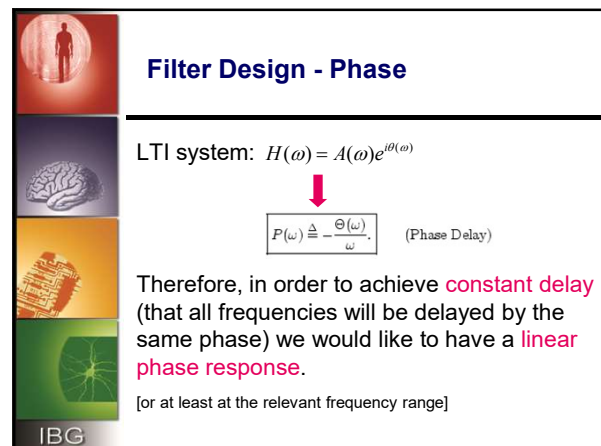 Filter Design - Phase
LTI system: H(ω) = A(ω)e^{iθ(ω)}
P(ω) ≜ -Θ(ω)/ω. (Phase Delay)
Therefore, in order to achieve constant delay
(that all frequencies will be delayed by the
same phase) we would like to have a linear
phase response.
[or at least at the relevant frequency range]
IBG